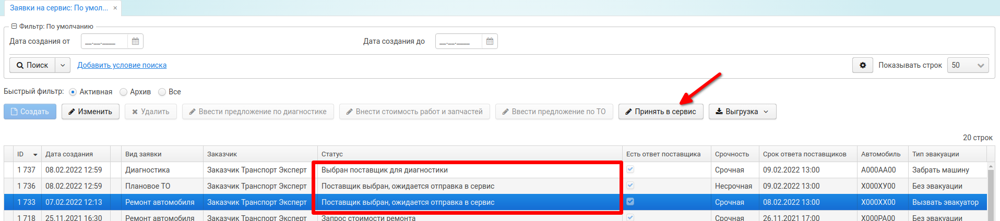 Заявки на сервис: По умол... ×
Фильтр: По умолчанию
Дата создания от __.__.____ Дата создания до __.__.____
Поиск Добавить условие поиска Показывать строк 50
Быстрый фильтр: Активная Архив Все
Создать Изменить Удалить Ввести предложение по диагностике Внести стоимость работ и запчастей Ввести предложение по ТО Принять в сервис Выгрузка
20 строк
ID Дата создания Вид заявки Заказчик Статус Есть ответ поставщика Срочность Срок ответа поставщиков Автомобиль Тип эвакуации
1 737 08.02.2022 12:59 Диагностика Заказчик Транспорт Эксперт Выбран поставщик для диагностики Срочная 09.02.2022 13:00 А000АА00 Забрать машину
1 736 08.02.2022 12:59 Плановое ТО Заказчик Транспорт Эксперт Поставщик выбран, ожидается отправка в сервис Несрочная 09.02.2022 13:00 Х000ХУ00 Без эвакуации
1 733 07.02.2022 12:13 Ремонт автомобиля Заказчик Транспорт Эксперт Поставщик выбран, ожидается отправка в сервис Срочная 08.02.2022 13:00 Х000ХХ00 Вызвать эвакуатор
1 718 25.11.2021 16:30 Ремонт автомобиля Заказчик Транспорт Эксперт Запрос стоимости ремонта Срочная 26.11.2021 17:00 Х000РА00 Без эвакуации